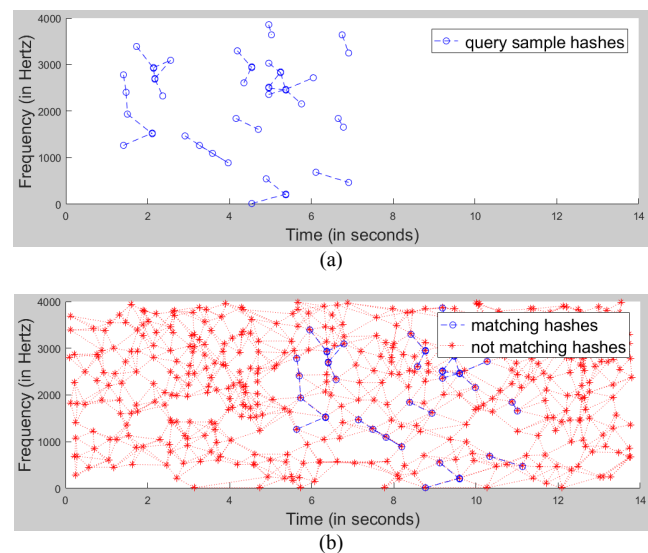 4000
3000
2000
1000
0
Frequency (in Hertz)
query sample hashes
0 2 4 6 8 10 12 14
Time (in seconds)
(a)
4000
3000
2000
1000
0
Frequency (in Hertz)
matching hashes
not matching hashes
0 2 4 6 8 10 12 14
Time (in seconds)
(b)